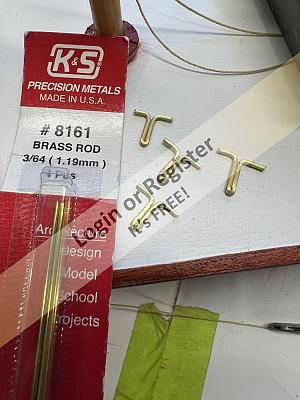 K&S
PRECISION METALS
MADE IN U.S.A.
# 8161
BRASS ROD
3/64 ( 1.19mm )
Pcs
Architecture
Design
Model
School
Projects
Login or Register
It's FREE!